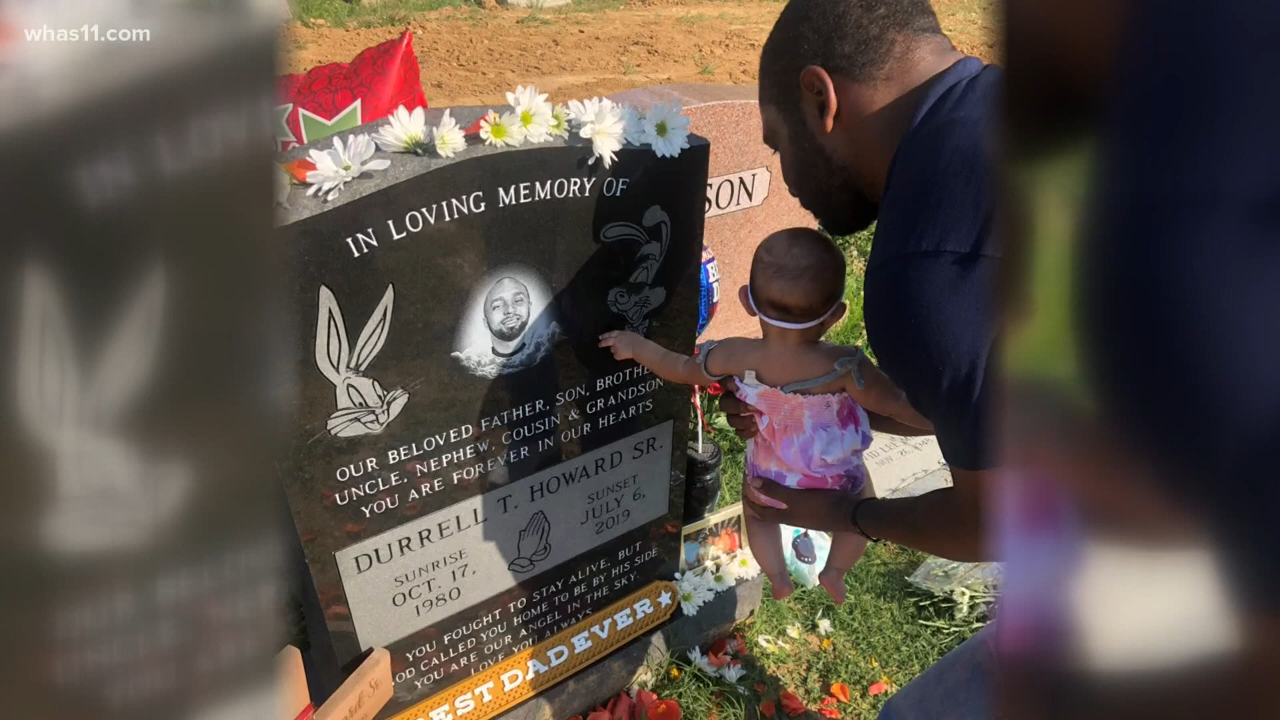 whas11.com
IN LOVING MEMORY OF
SON
OUR BELOVED FATHER, SON, BROTHE
UNCLE, NEPHEW, COUSIN & GRANDSON
YOU ARE FOREVER IN OUR HEARTS
DURRELL T. HOWARD SR.
SUNRISE
OCT. 17,
1980
SUNSET
JULY 6,
2019
YOU FOUGHT TO STAY ALIVE, BUT
OD CALLED YOU HOME TO BE BY HIS SIDE
YOU ARE OUR ANGEL IN THE SKY.
LOVE YOU ALWAYS
BEST DAD EVER